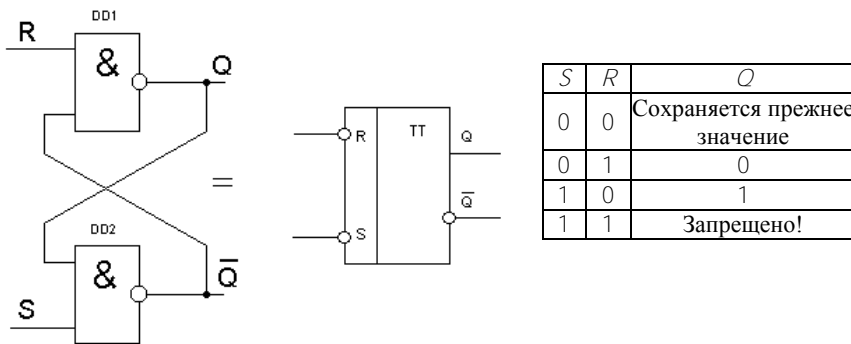 DD1
R
&
Q
=
DD2
&
S
Q̅
R
TT
Q
S
Q̅
S R Q
0 0 Сохраняется прежнее
значение
0 1 0
1 0 1
1 1 Запрещено!